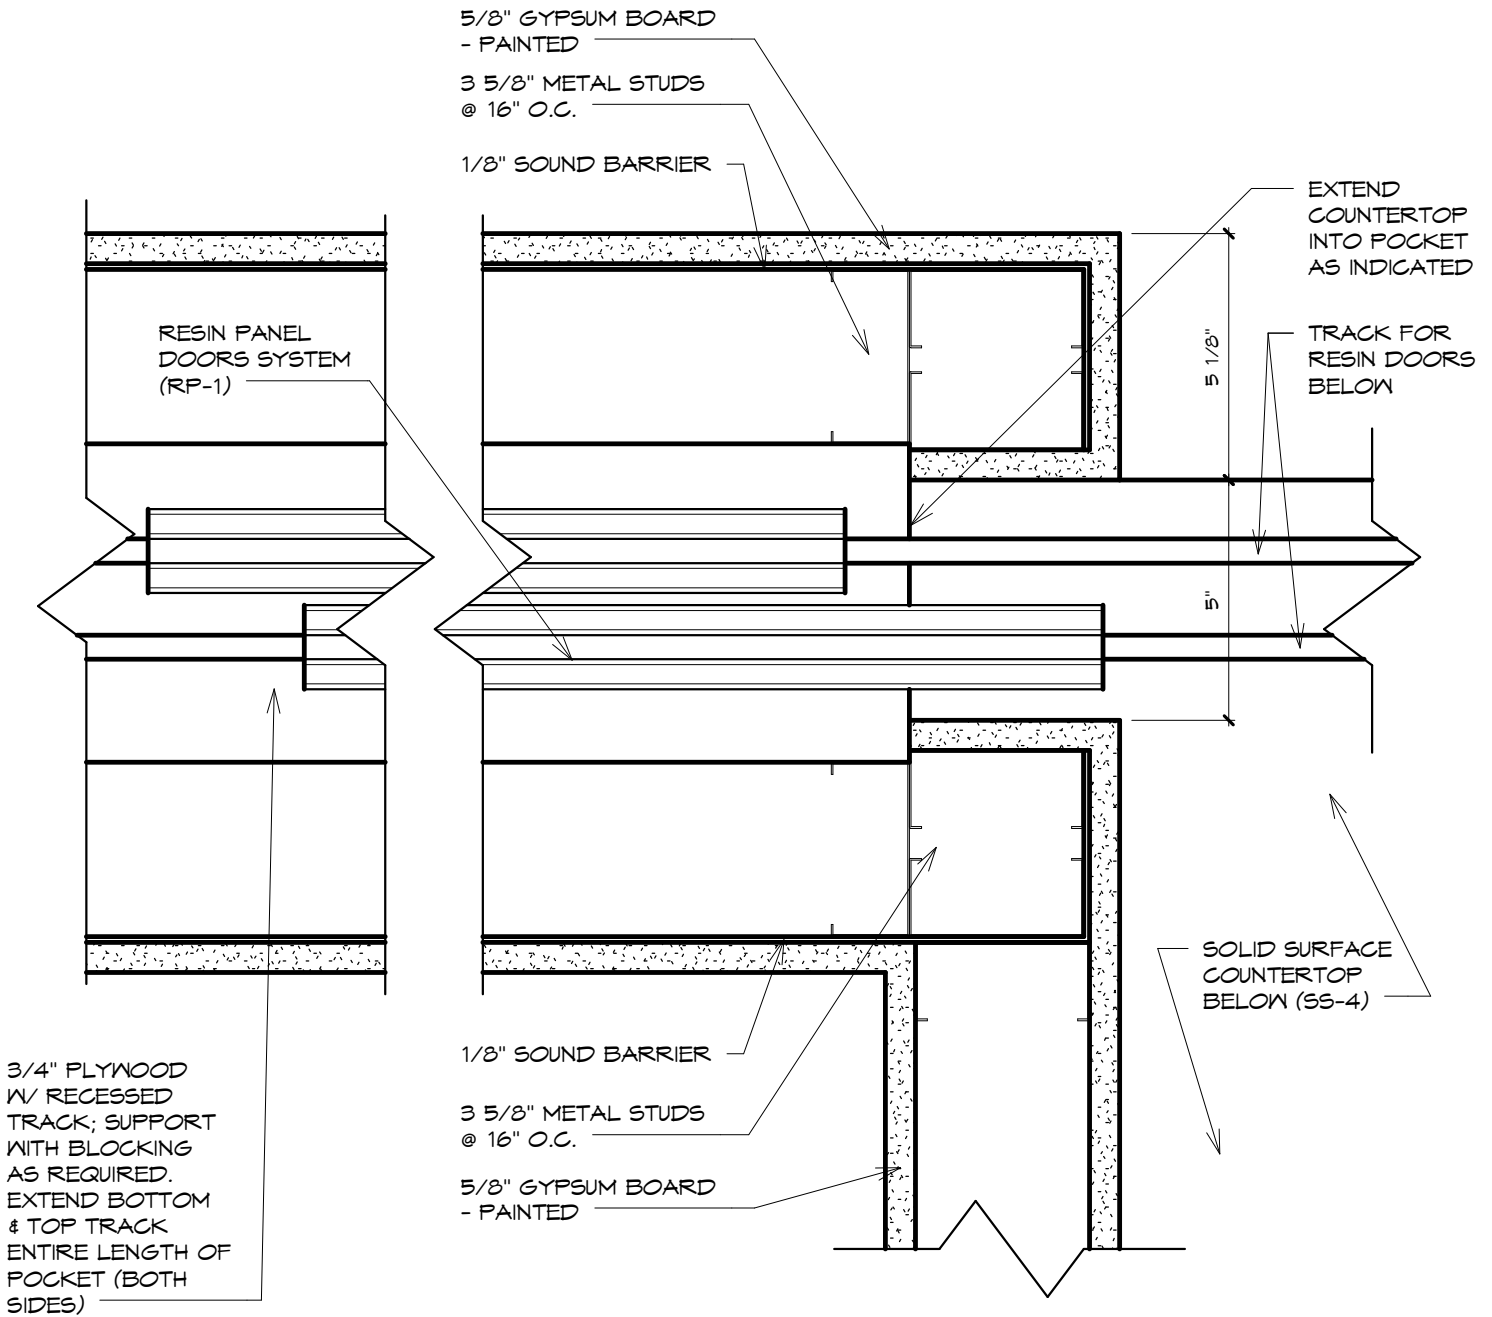 5/8" GYPSUM BOARD
- PAINTED
3 5/8" METAL STUDS
@ 16" O.C.
1/8" SOUND BARRIER
EXTEND
COUNTERTOP
INTO POCKET
AS INDICATED
RESIN PANEL
DOORS SYSTEM
(RP-1)
TRACK FOR
RESIN DOORS
BELOW
5 1/8"
5"
SOLID SURFACE
COUNTERTOP
BELOW (SS-4)
1/8" SOUND BARRIER
3 5/8" METAL STUDS
@ 16" O.C.
5/8" GYPSUM BOARD
- PAINTED
3/4" PLYWOOD
W/ RECESSED
TRACK; SUPPORT
WITH BLOCKING
AS REQUIRED.
EXTEND BOTTOM
& TOP TRACK
ENTIRE LENGTH OF
POCKET (BOTH
SIDES)